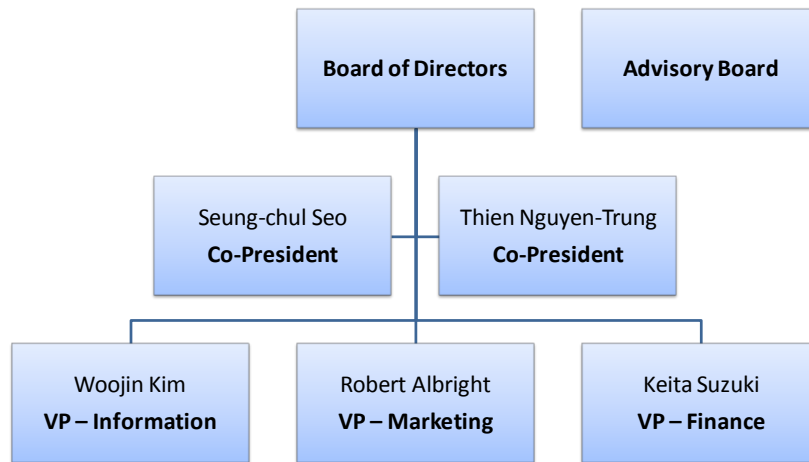 Board of Directors
Advisory Board
Seung-chul Seo
Co-President
Thien Nguyen-Trung
Co-President
Woojin Kim
VP – Information
Robert Albright
VP – Marketing
Keita Suzuki
VP – Finance